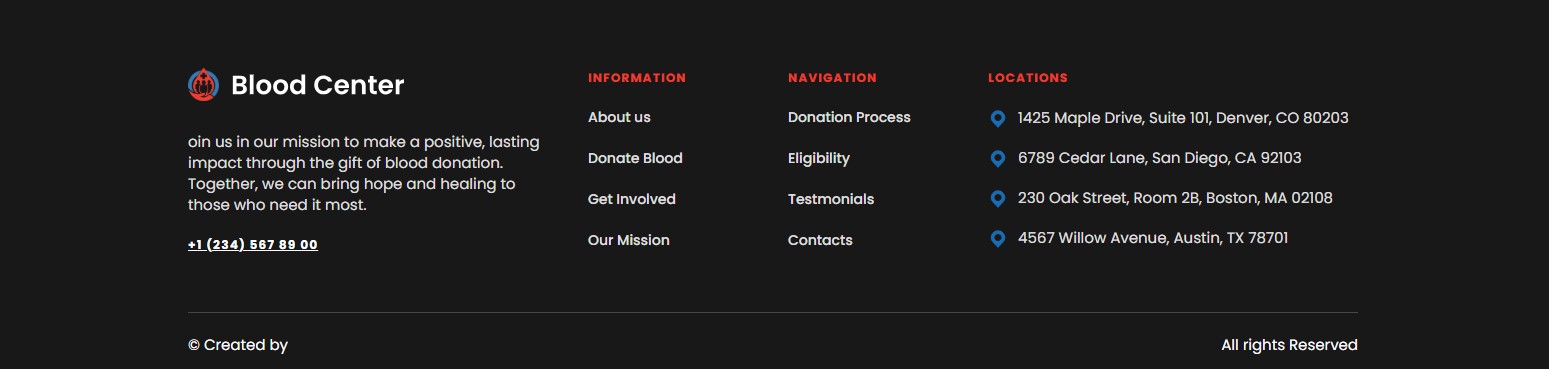 Blood Center
oin us in our mission to make a positive, lasting
impact through the gift of blood donation.
Together, we can bring hope and healing to
those who need it most.
+1 (234) 567 89 00
INFORMATION
About us
Donate Blood
Get Involved
Our Mission
NAVIGATION
Donation Process
Eligibility
Testmonials
Contacts
LOCATIONS
1425 Maple Drive, Suite 101, Denver, CO 80203
6789 Cedar Lane, San Diego, CA 92103
230 Oak Street, Room 2B, Boston, MA 02108
4567 Willow Avenue, Austin, TX 78701
© Created by
All rights Reserved